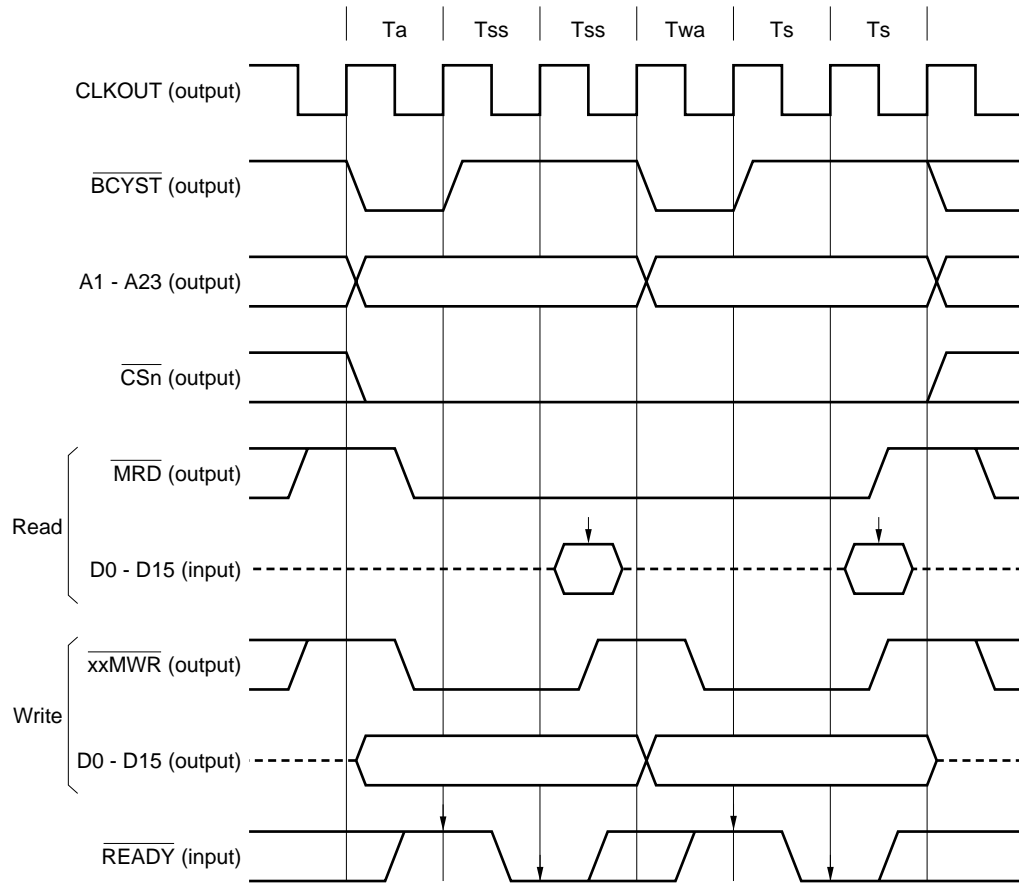 Ta Tss Tss Twa Ts Ts
CLKOUT (output)
BCYST (output)
A1 - A23 (output)
CSn (output)
MRD (output)
Read
D0 - D15 (input)
xxMWR (output)
Write
D0 - D15 (output)
READY (input)